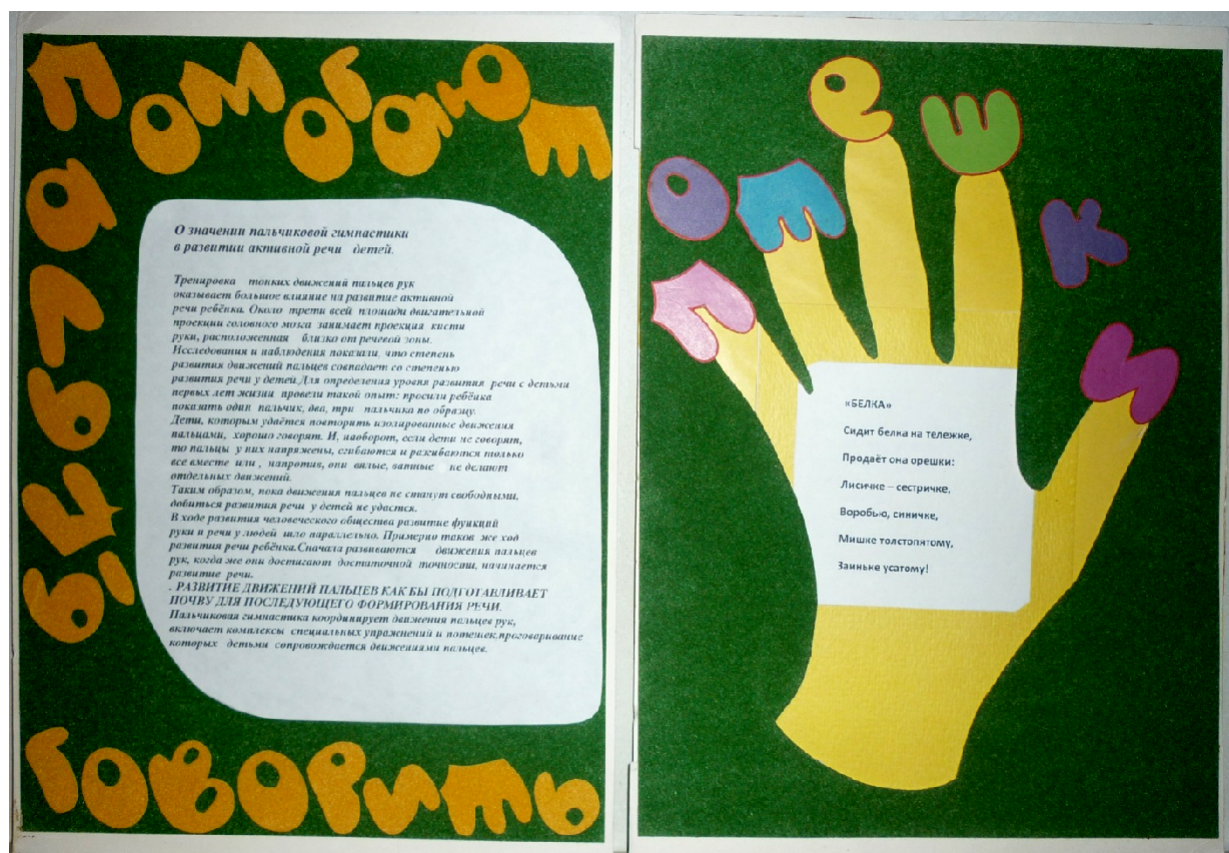 пальцы
помогают
говорить
О значении пальчиковой гимнастики
в развитии активной речи детей.
Тренировка тонких движений пальцев рук
оказывает большое влияние на развитие активной
речи ребёнка. Около трети всей площади двигательной
проекции головного мозга занимает проекция кисти
руки, расположенная близко от речевой зоны.
Исследования и наблюдения показали, что степень
развития движений пальцев совпадает со степенью
развития речи у детей.Для определения уровня развития речи с детьми
первых лет жизни провели такой опыт: просили ребёнка
показать один пальчик, два, три пальчика по образцу.
Дети, которым удаётся повторить изолированные движения
пальцами, хорошо говорят. И, наоборот, если дети не говорят,
то пальцы у них напряжены, сгибаются и разгибаются только
все вместе или , напротив, они вялые, ватные не делают
отдельных движений.
Таким образом, пока движения пальцев не станут свободными,
добиться развития речи у детей не удастся.
В ходе развития человеческого общества развитие функций
руки и речи у людей шло параллельно. Примерно таков же ход
развития речи ребёнка.Сначала развиваются движения пальцев
рук, когда же они достигают достаточной точности, начинается
развитие речи.
. РАЗВИТИЕ ДВИЖЕНИЙ ПАЛЬЦЕВ КАК БЫ ПОДГОТАВЛИВАЕТ
ПОЧВУ ДЛЯ ПОСЛЕДУЮЩЕГО ФОРМИРОВАНИЯ РЕЧИ.
Пальчиковая гимнастика координирует движения пальцев рук,
включает комплексы специальных упражнений и потешек,проговаривание
которых детьми сопровождается движениями пальцев.
потешки
«БЕЛКА»
Сидит белка на тележке,
Продаёт она орешки:
Лисичке – сестричке,
Воробью, синичке,
Мишке толстопятому,
Заиньке усатому!